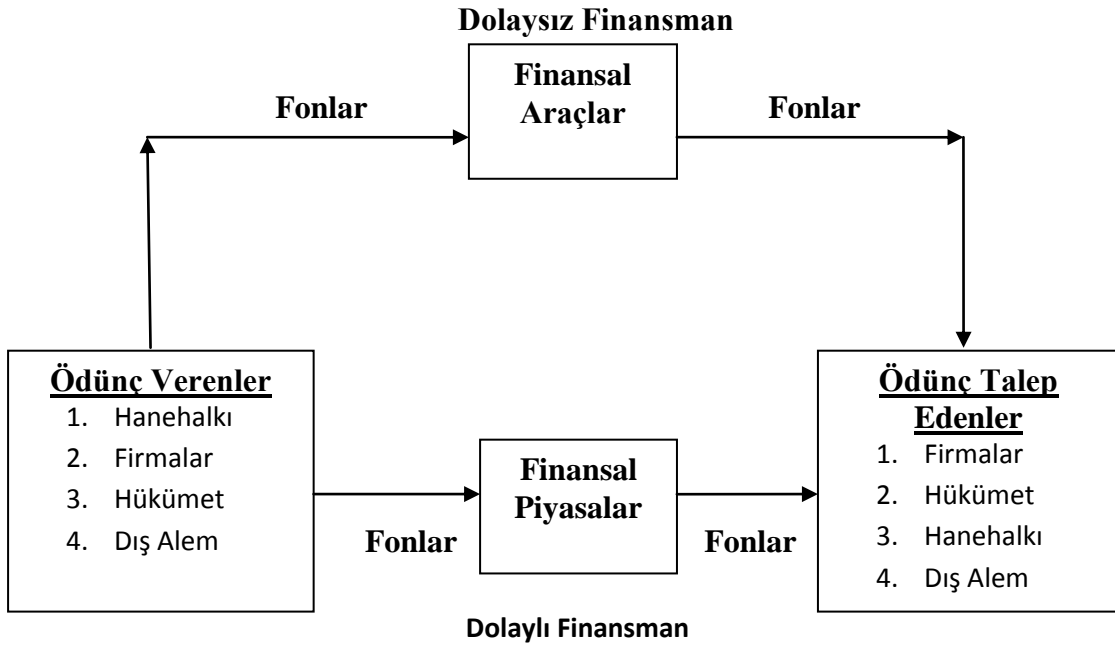 Dolaysız Finansman
Finansal
Araçlar
Fonlar
Fonlar
Ödünç Verenler
1. Hanehalkı
2. Firmalar
3. Hükümet
4. Dış Alem
Finansal
Piyasalar
Fonlar
Fonlar
Ödünç Talep
Edenler
1. Firmalar
2. Hükümet
3. Hanehalkı
4. Dış Alem
Dolaylı Finansman